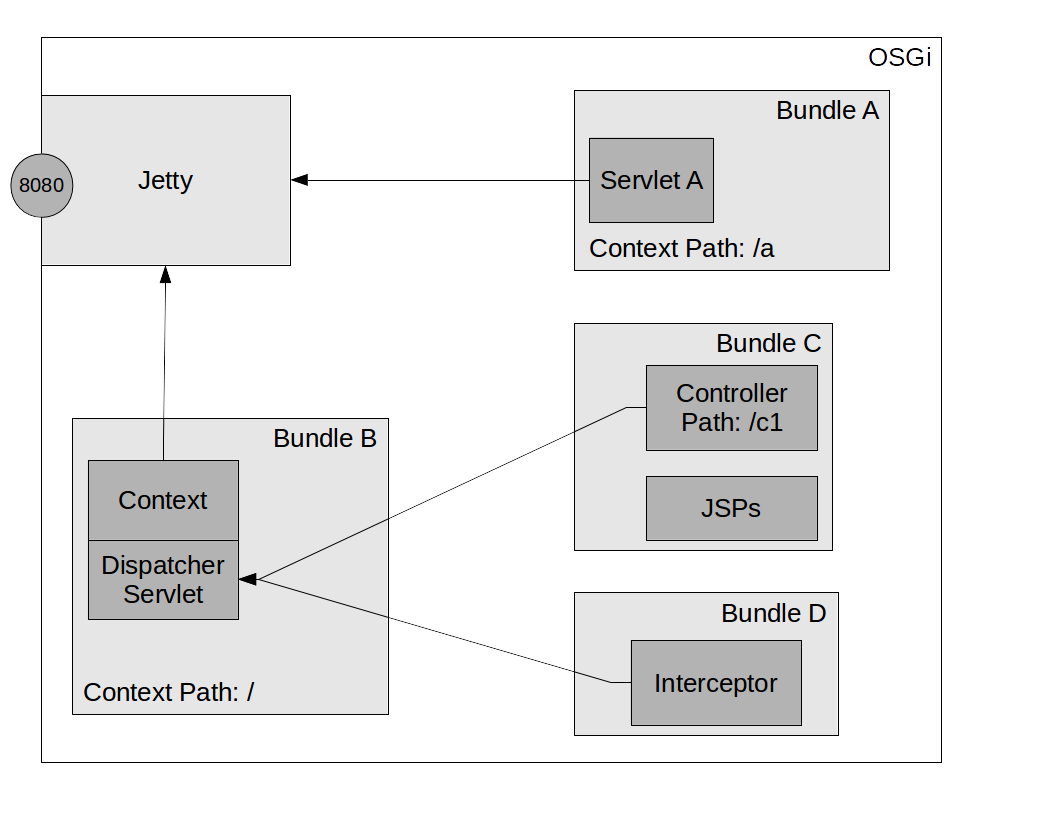 OSGi
Bundle A
Jetty
8080
Servlet A
Context Path: /a
Bundle C
Controller
Path: /c1
JSPs
Bundle B
Context
Dispatcher
Servlet
Context Path: /
Bundle D
Interceptor